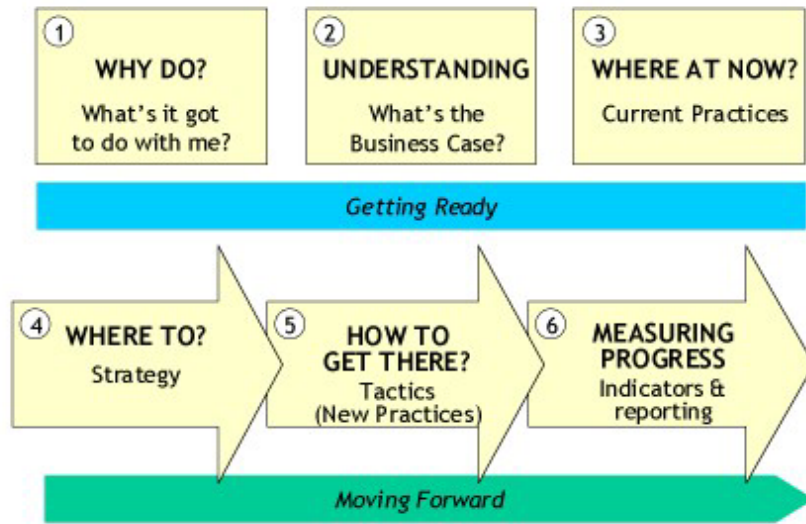 1
WHY DO?
What's it got
to do with me?
2
UNDERSTANDING
What's the
Business Case?
3
WHERE AT NOW?
Current Practices
Getting Ready
4
WHERE TO?
Strategy
5
HOW TO
GET THERE?
Tactics
(New Practices)
6
MEASURING
PROGRESS
Indicators &
reporting
Moving Forward